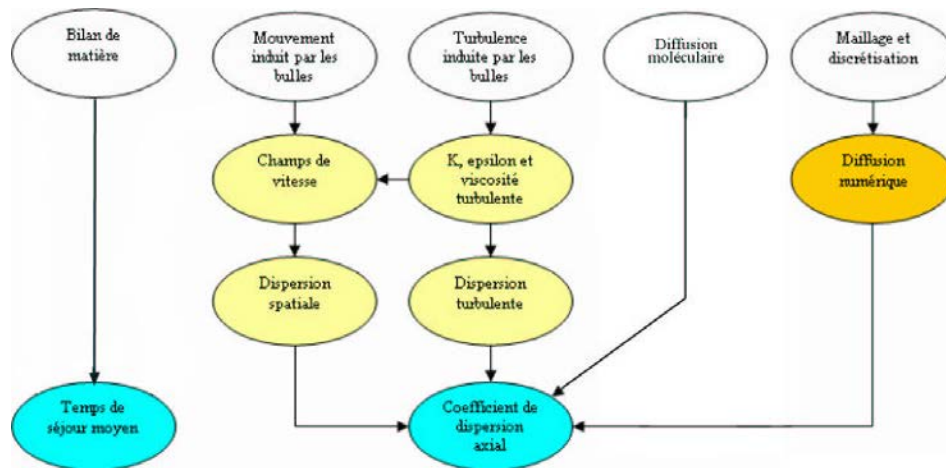 Bilan de
matière
Mouvement
induit par les
bulles
Turbulence
induite par les
bulles
Diffusion
moléculaire
Maillage et
discrétisation
Champs de
vitesse
K, epsilon et
viscosité
turbulente
Diffusion
numérique
Dispersion
spatiale
Dispersion
turbulente
Temps de
séjour moyen
Coefficient de
dispersion
axial